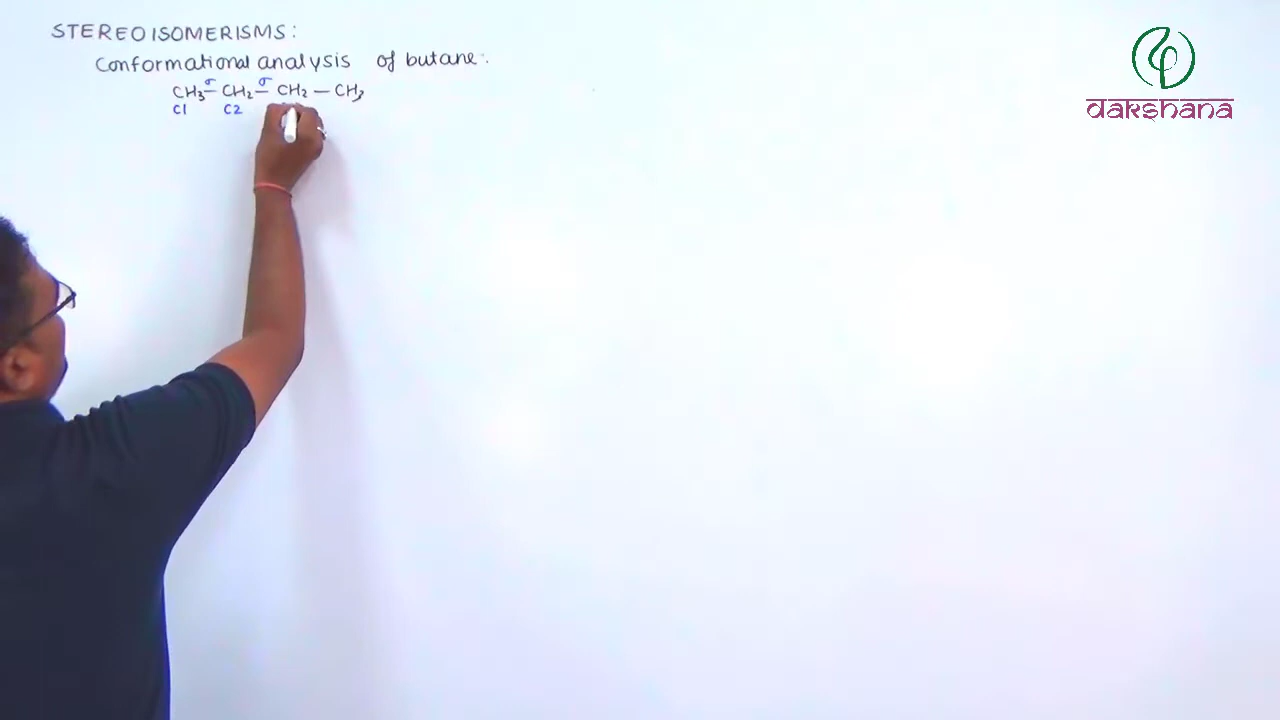 STEREOISOMERISMS:
Conformational analysis of butane:
σ σ
CH₃–CH₂–CH₂–CH₃
C1 C2
dakshana